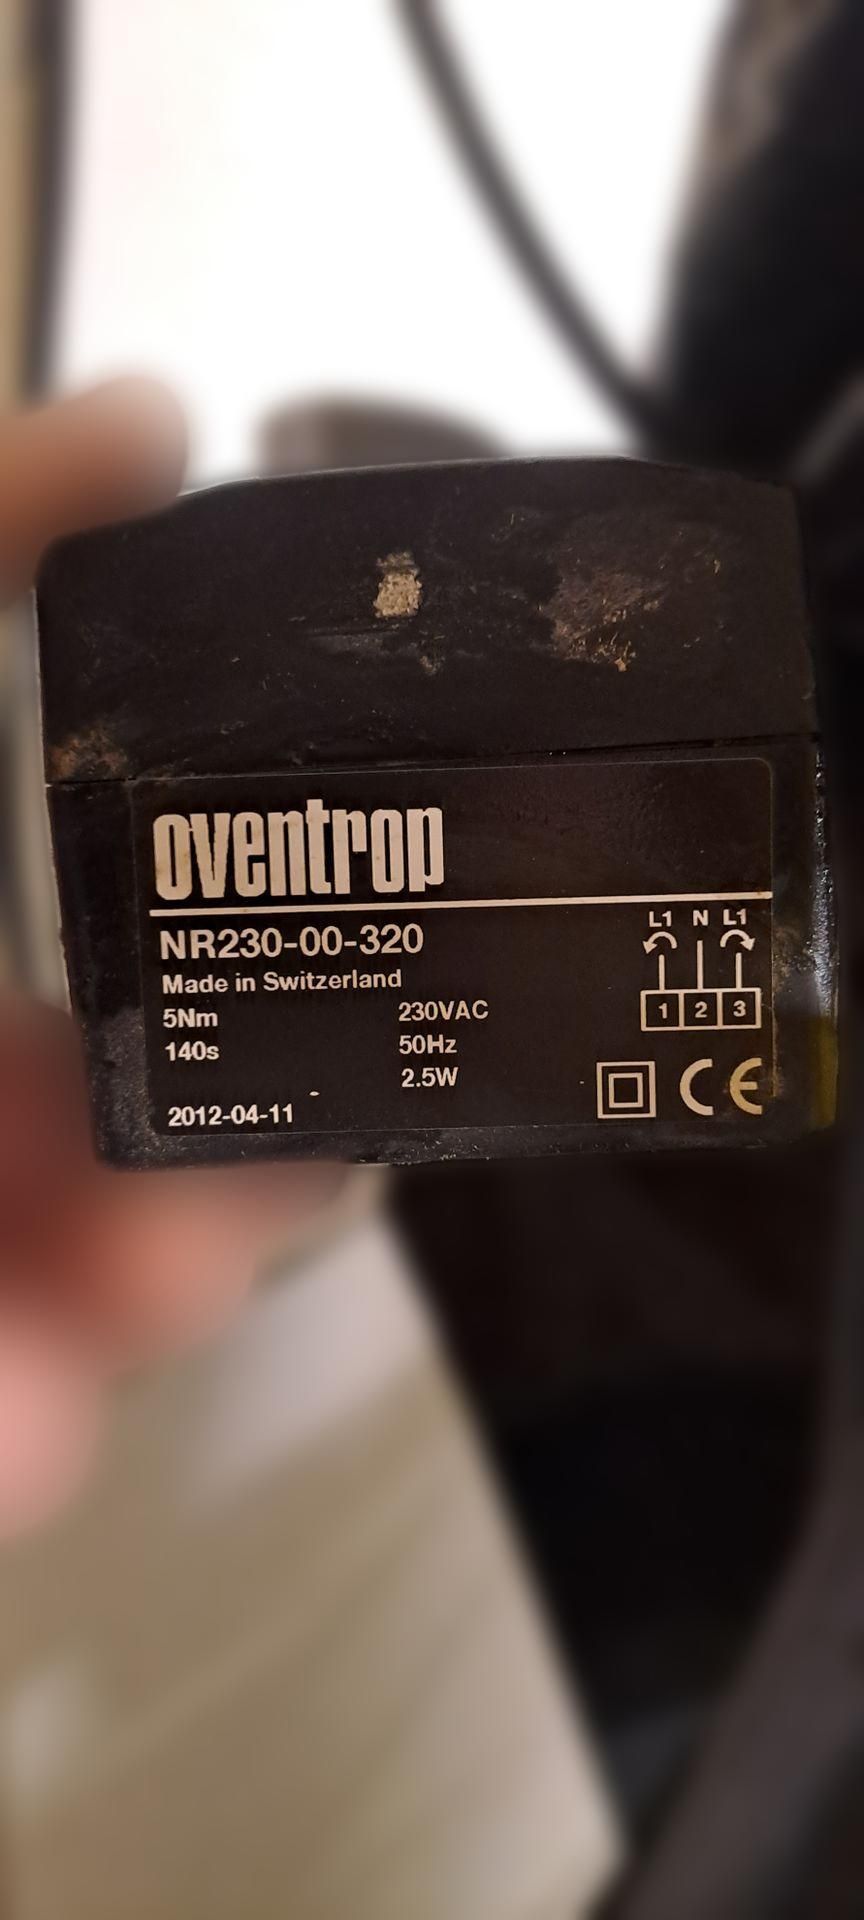 oventrop
NR230-00-320
Made in Switzerland
5Nm 230VAC
140s 50Hz
2.5W
2012-04-11
L1 N L1
1 2 3
CE